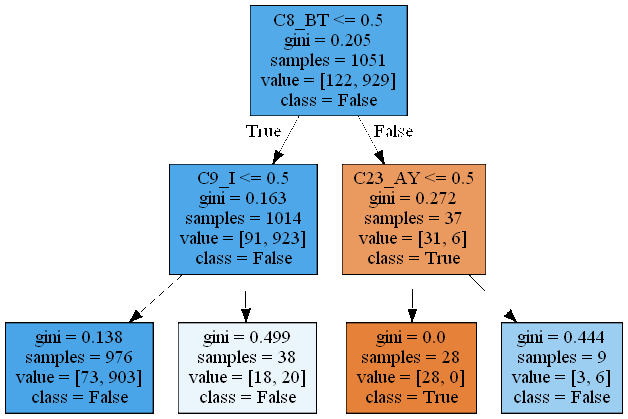 C8_BT <= 0.5
gini = 0.205
samples = 1051
value = [122, 929]
class = False
True
False
C9_I <= 0.5
gini = 0.163
samples = 1014
value = [91, 923]
class = False
C23_AY <= 0.5
gini = 0.272
samples = 37
value = [31, 6]
class = True
gini = 0.138
samples = 976
value = [73, 903]
class = False
gini = 0.499
samples = 38
value = [18, 20]
class = False
gini = 0.0
samples = 28
value = [28, 0]
class = True
gini = 0.444
samples = 9
value = [3, 6]
class = False